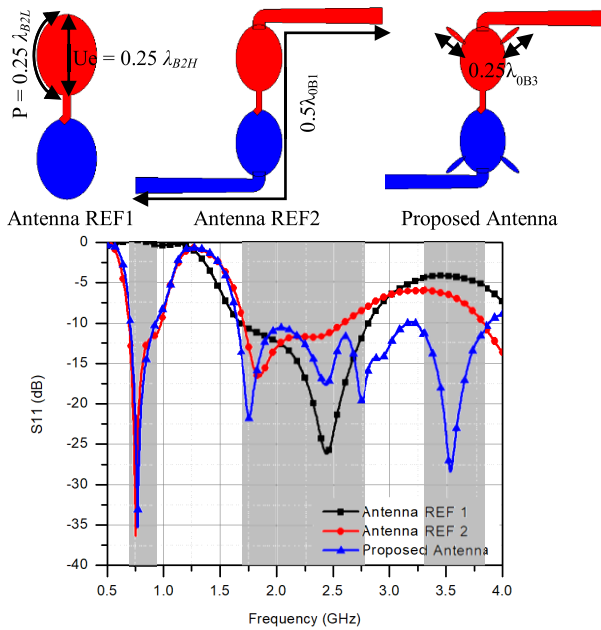 P = 0.25 λB2L
Ue = 0.25 λB2H
0.5λ0B1
0.25λ0B3
Antenna REF1
Antenna REF2
Proposed Antenna
0
-5
-10
-15
-20
-25
-30
-35
-40
S11 (dB)
Antenna REF 1
Antenna REF 2
Proposed Antenna
0.5 1.0 1.5 2.0 2.5 3.0 3.5 4.0
Frequency (GHz)